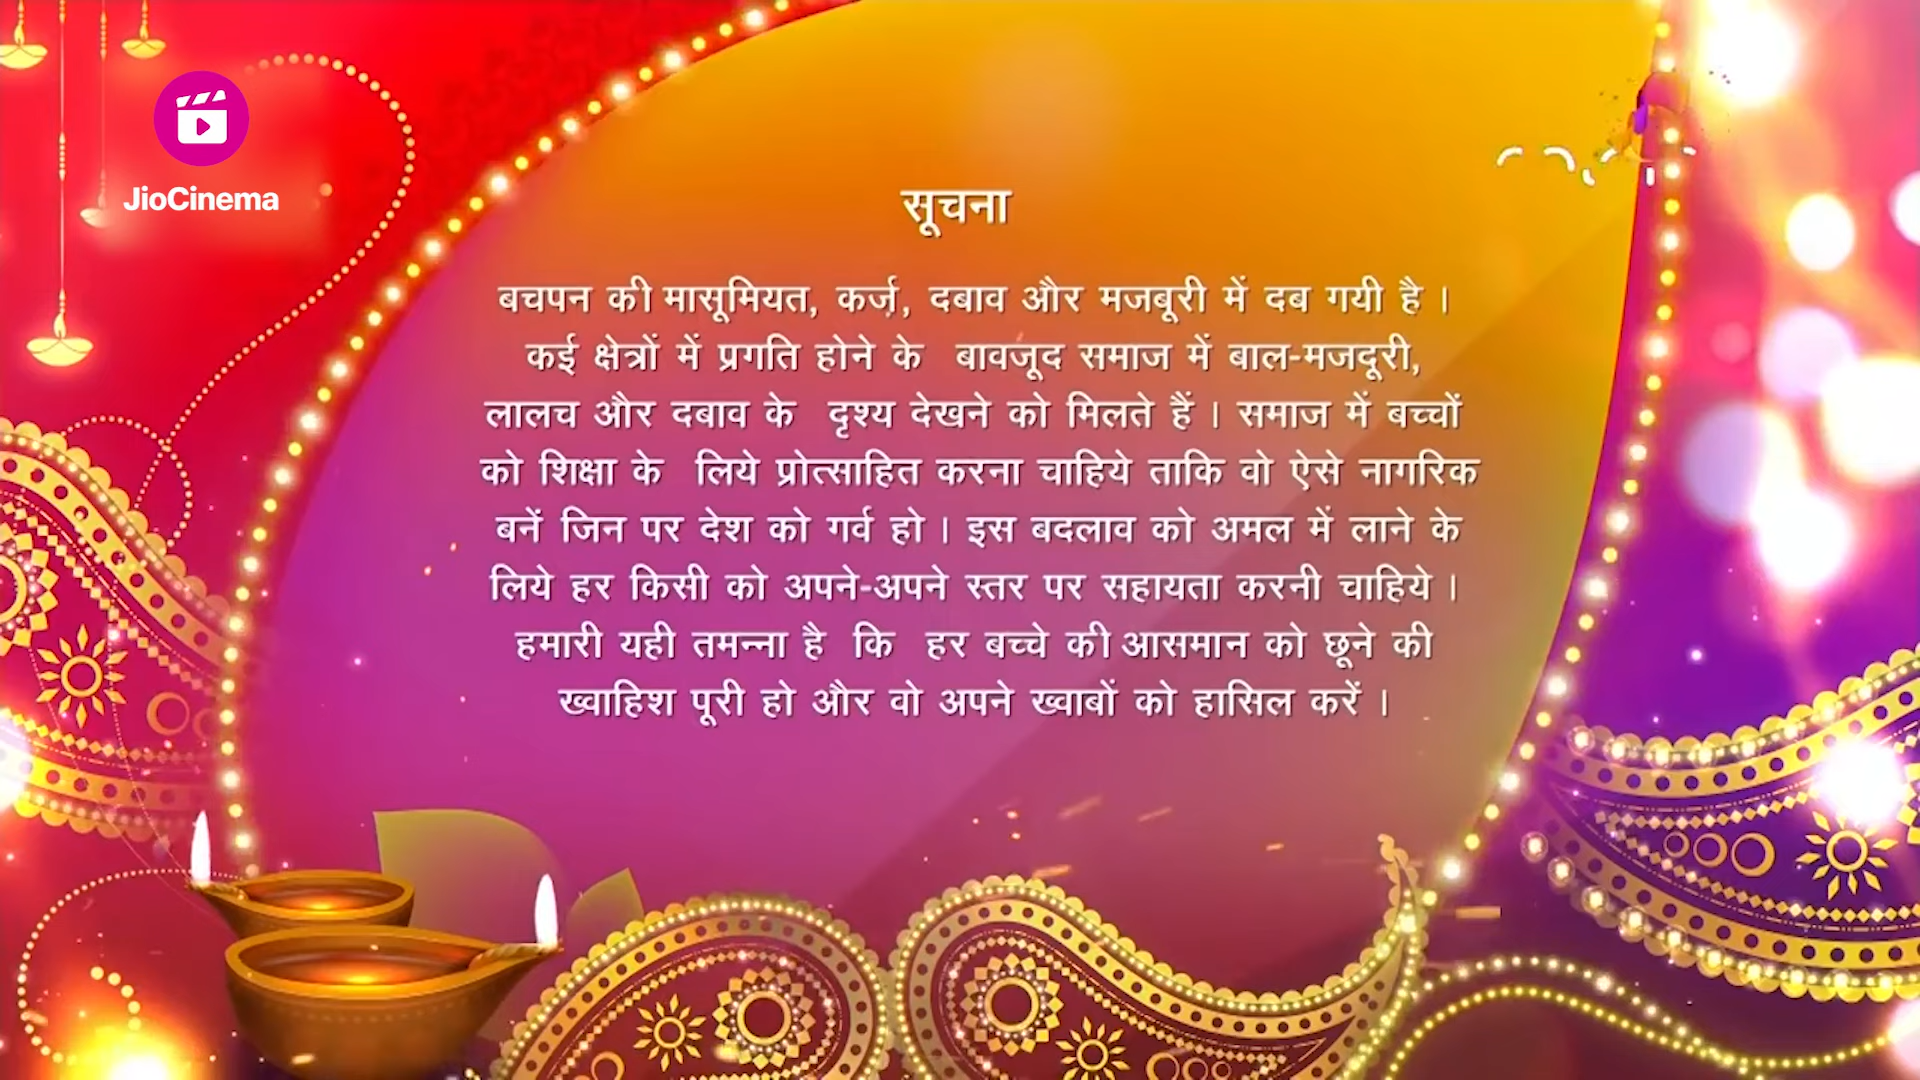 JioCinema
सूचना
बचपन की मासूमियत, कर्ज़, दबाव और मजबूरी में दब गयी है ।
कई क्षेत्रों में प्रगति होने के बावजूद समाज में बाल-मजदूरी,
लालच और दबाव के दृश्य देखने को मिलते हैं । समाज में बच्चों
को शिक्षा के लिये प्रोत्साहित करना चाहिये ताकि वो ऐसे नागरिक
बनें जिन पर देश को गर्व हो । इस बदलाव को अमल में लाने के
लिये हर किसी को अपने-अपने स्तर पर सहायता करनी चाहिये ।
हमारी यही तमन्ना है कि हर बच्चे की आसमान को छूने की
ख्वाहिश पूरी हो और वो अपने ख्वाबों को हासिल करें ।